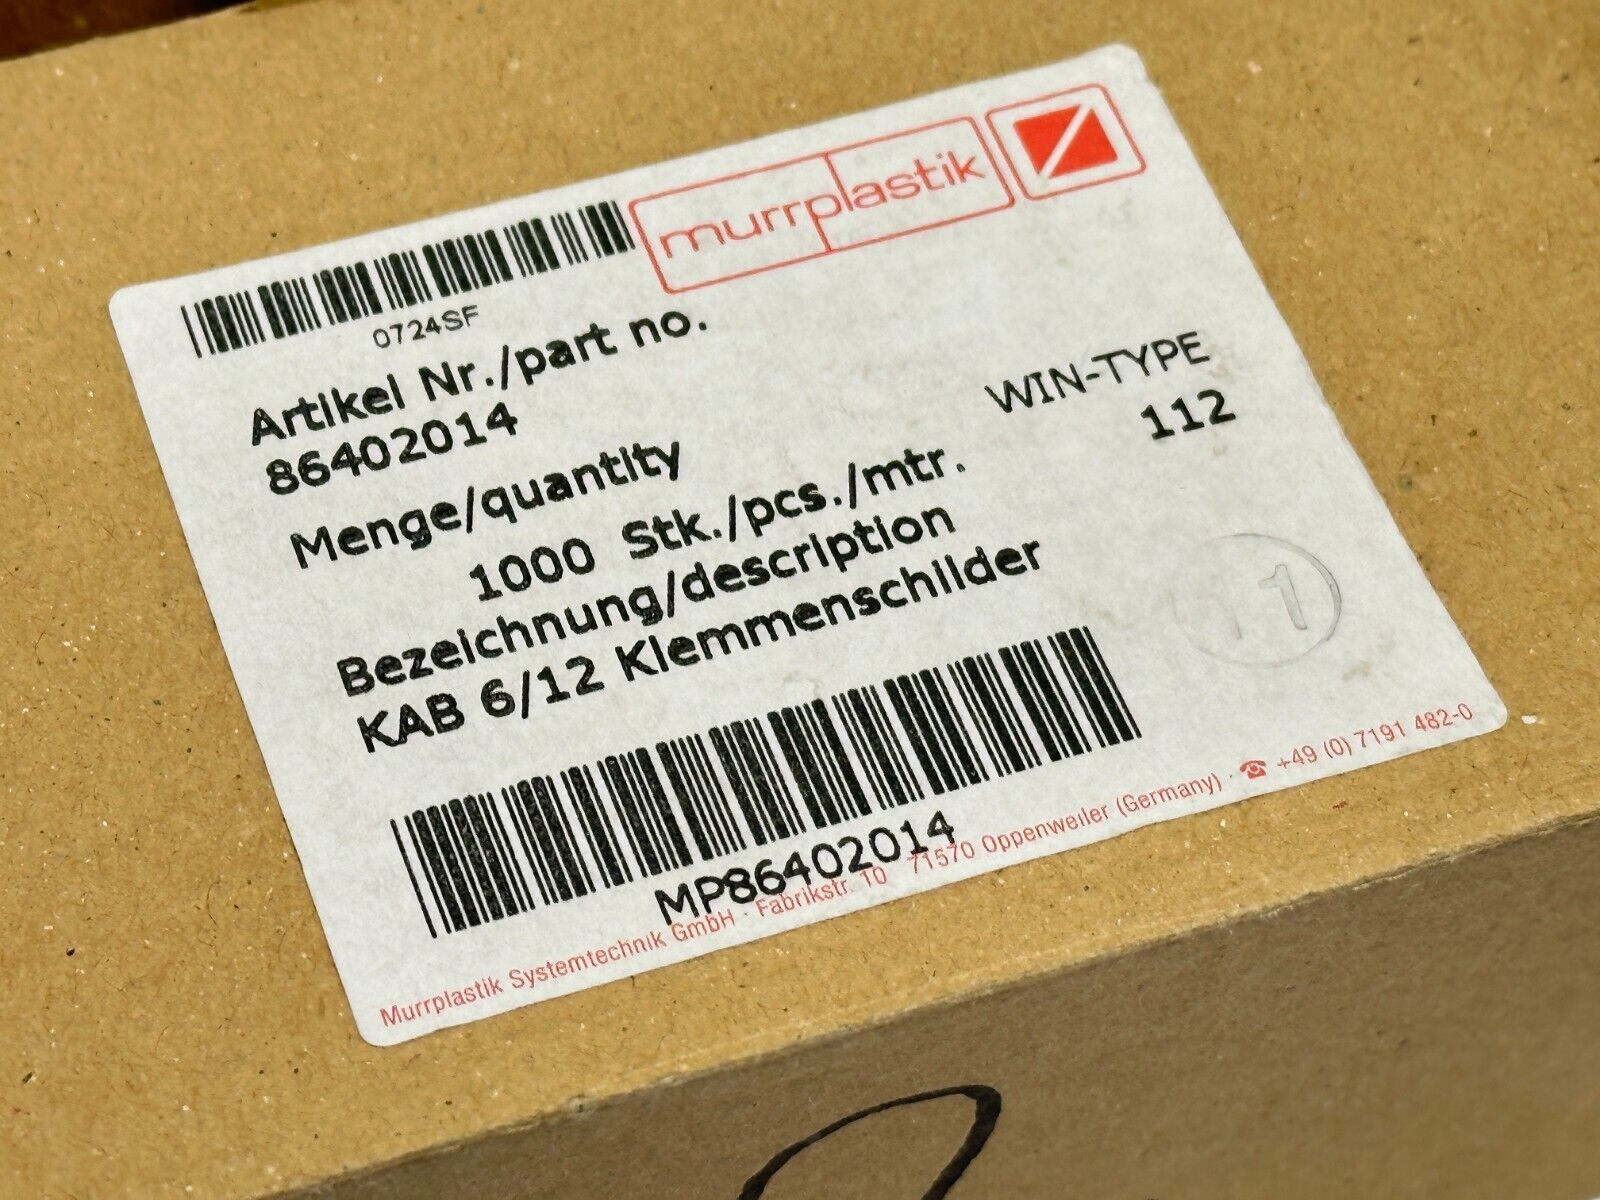 murrplastik
0724SF
Artikel Nr./part no.
86402014
WIN-TYPE
Menge/quantity
112
1000 Stk./pcs./mtr.
Bezeichnung/description
KAB 6/12 Klemmenschilder
1
MP86402014
Murrplastik Systemtechnik GmbH · Fabrikstr. 10 · 71570 Oppenweiler (Germany) · ☎ +49 (0) 7191 482-0